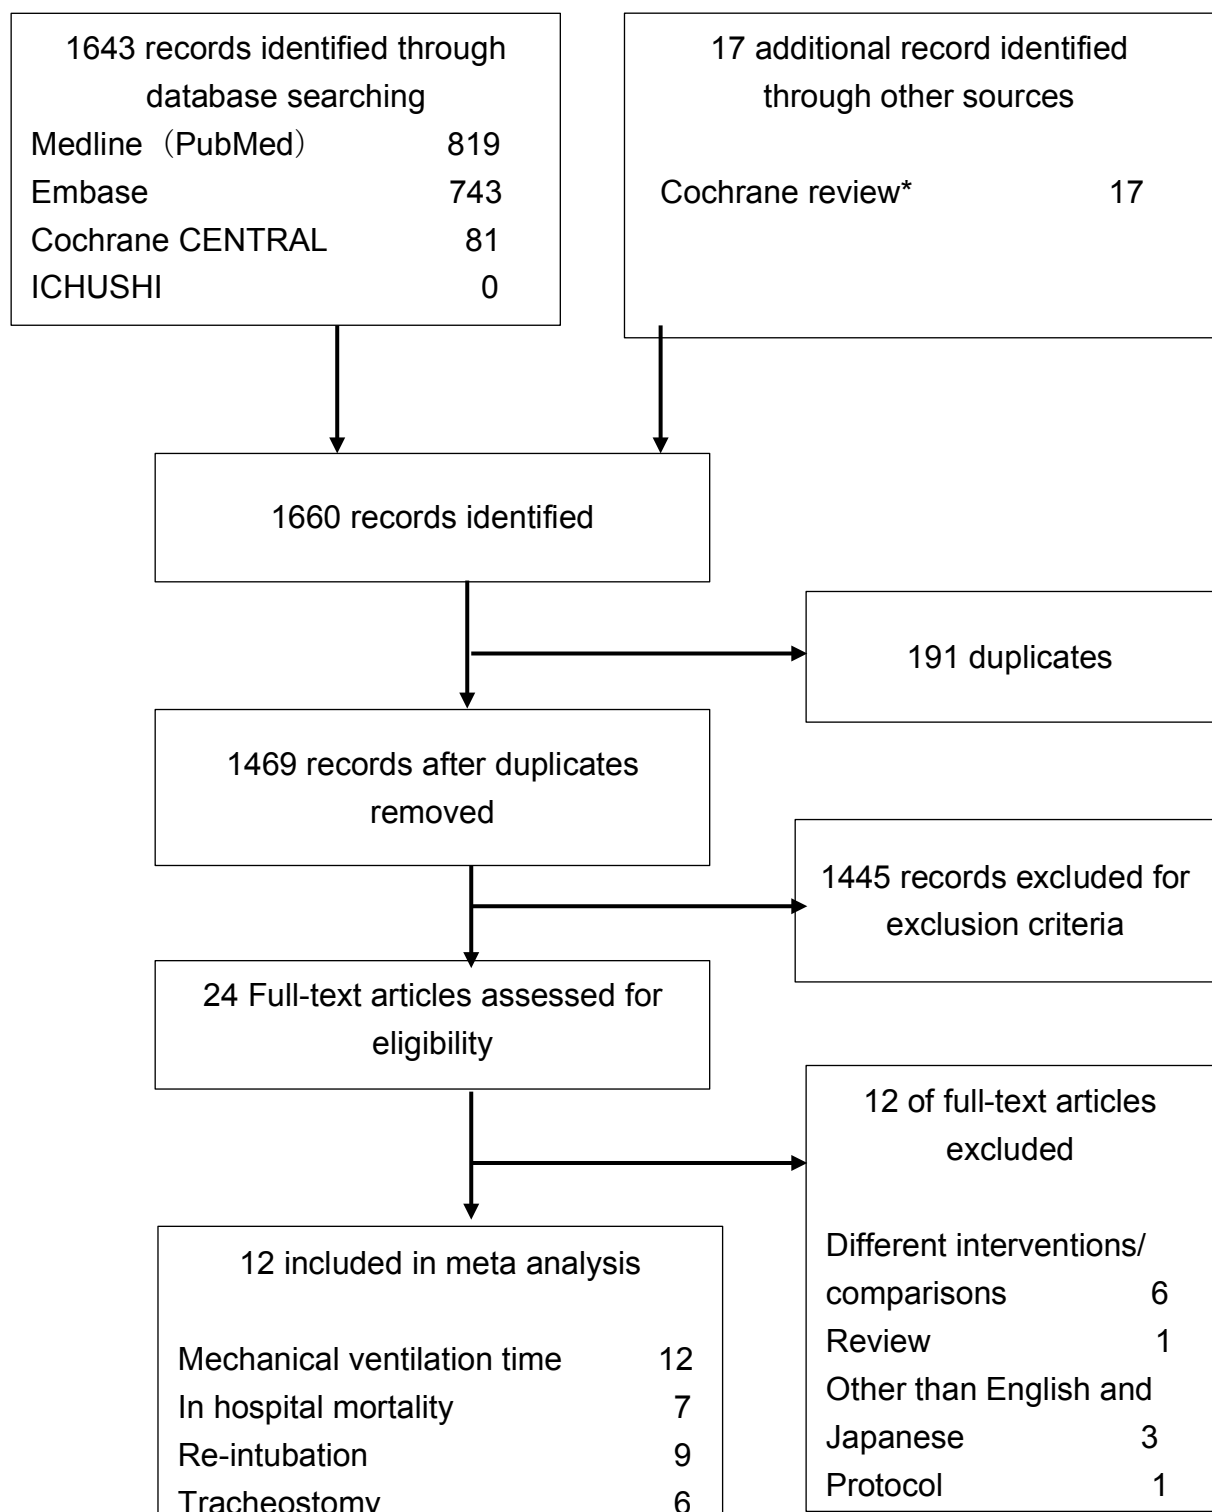 1643 records identified through
database searching
Medline（PubMed） 819
Embase 743
Cochrane CENTRAL 81
ICHUSHI 0
17 additional record identified
through other sources
Cochrane review* 17
1660 records identified
191 duplicates
1469 records after duplicates
removed
1445 records excluded for
exclusion criteria
24 Full-text articles assessed for
eligibility
12 of full-text articles
excluded
Different interventions/
comparisons 6
Review 1
Other than English and
Japanese 3
Protocol 1
12 included in meta analysis
Mechanical ventilation time 12
In hospital mortality 7
Re-intubation 9
Tracheostomy 6